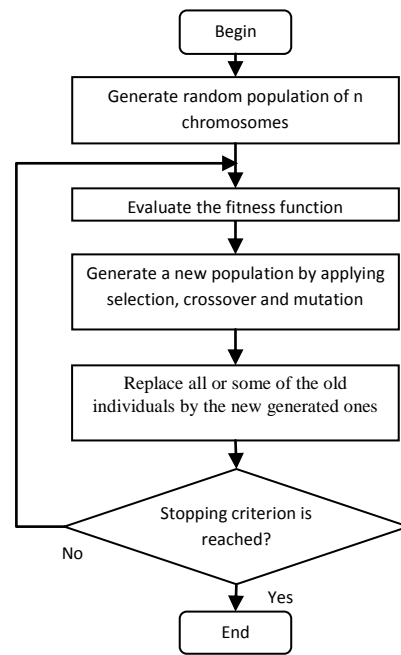 Begin
Generate random population of n
chromosomes
Evaluate the fitness function
Generate a new population by applying
selection, crossover and mutation
Replace all or some of the old
individuals by the new generated ones
Stopping criterion is
reached?
No
Yes
End